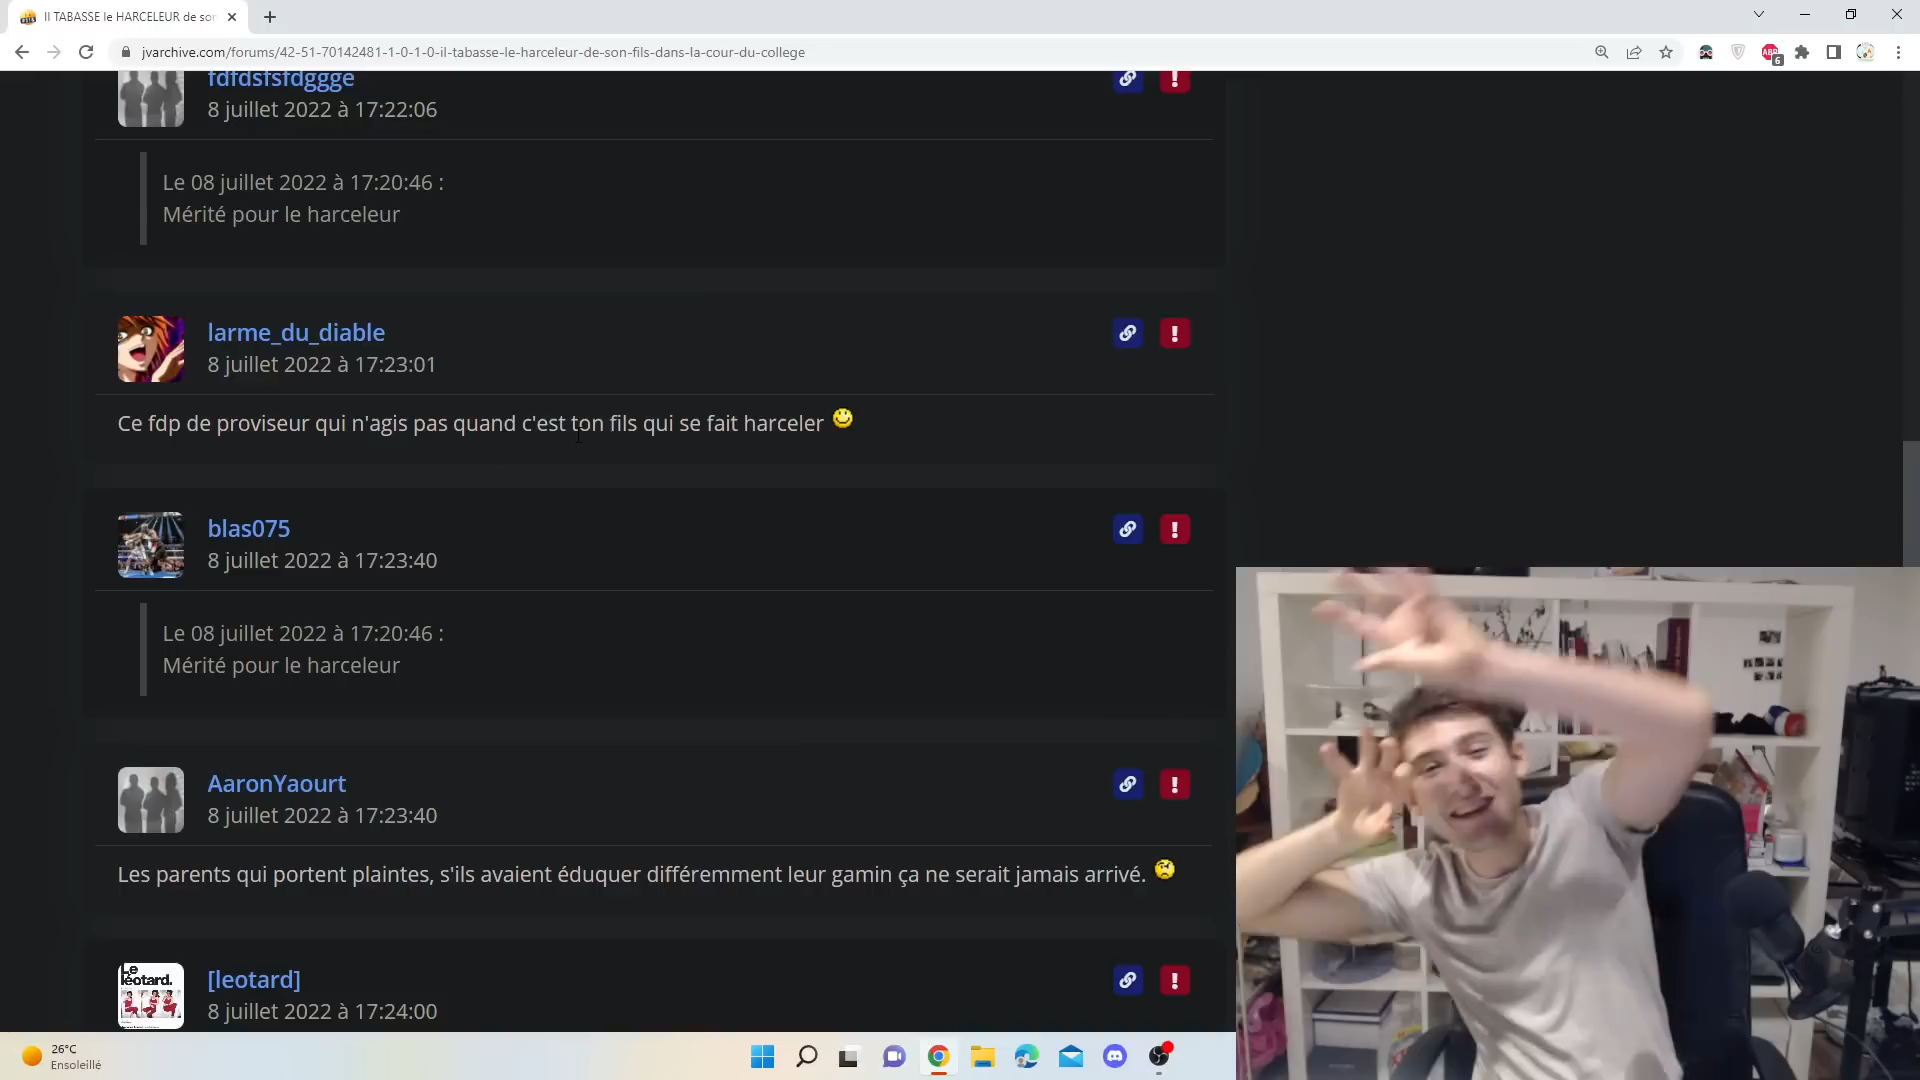 Il TABASSE le HARCELEUR de son
jvarchive.com/forums/42-51-70142481-1-0-1-0-il-tabasse-le-harceleur-de-son-fils-dans-la-cour-du-college
ABP
6
fdfdsfsfdggge
8 juillet 2022 à 17:22:06
Le 08 juillet 2022 à 17:20:46 :
Mérité pour le harceleur
larme_du_diable
8 juillet 2022 à 17:23:01
Ce fdp de proviseur qui n'agis pas quand c'est ton fils qui se fait harceler
blas075
8 juillet 2022 à 17:23:40
Le 08 juillet 2022 à 17:20:46 :
Mérité pour le harceleur
AaronYaourt
8 juillet 2022 à 17:23:40
Les parents qui portent plaintes, s'ils avaient éduquer différemment leur gamin ça ne serait jamais arrivé.
Le
léotard.
[leotard]
8 juillet 2022 à 17:24:00
26°C
Ensoleillé